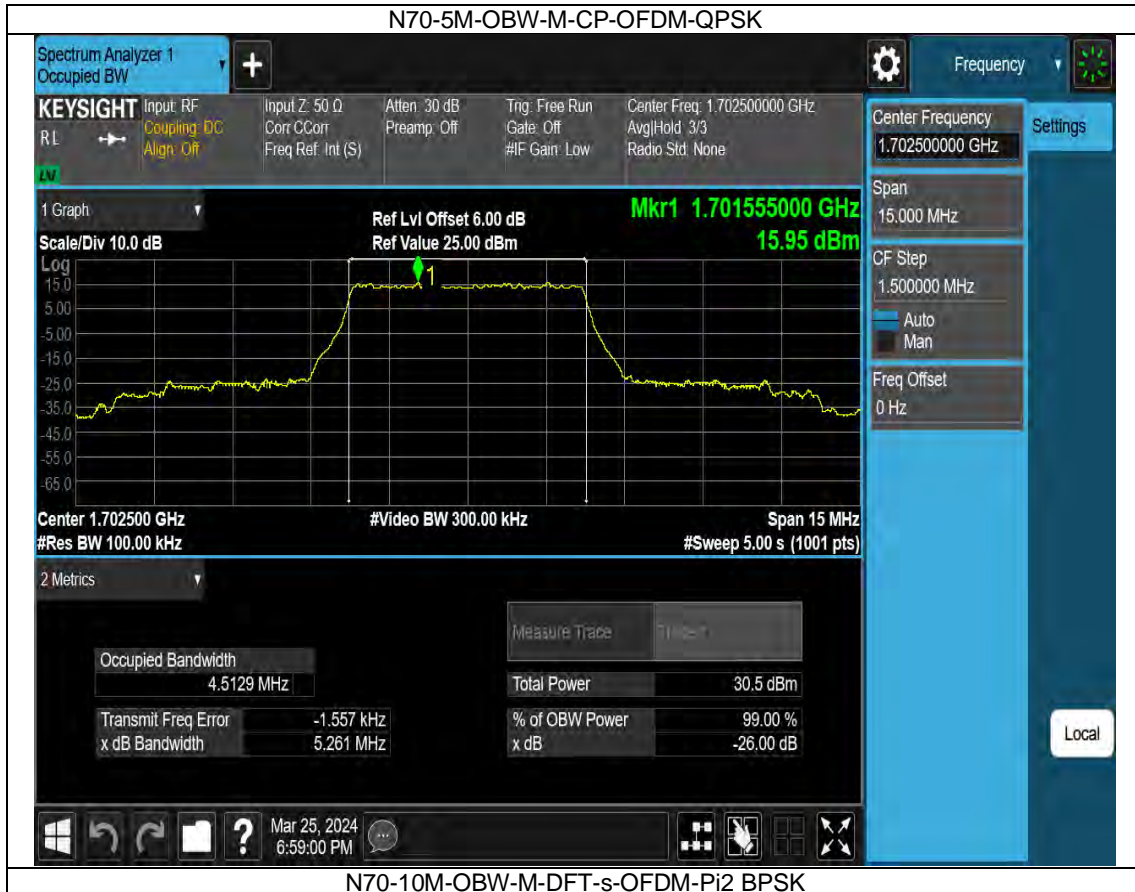 N70-5M-OBW-M-CP-OFDM-QPSK
Spectrum Analyzer 1
Occupied BW
Frequency
KEYSIGHT
RL
Input: RF
Coupling: DC
Align: Off
Input Z: 50 Ω
Corr CCorr
Freq Ref: Int (S)
Atten: 30 dB
Preamp: Off
Trig: Free Run
Gate: Off
#IF Gain: Low
Center Freq: 1.702500000 GHz
Avg|Hold: 3/3
Radio Std: None
Center Frequency
1.702500000 GHz
Settings
Span
15.000 MHz
CF Step
1.500000 MHz
Auto
Man
Freq Offset
0 Hz
Local
1 Graph
Scale/Div 10.0 dB
Ref Lvl Offset 6.00 dB
Ref Value 25.00 dBm
Mkr1 1.701555000 GHz
15.95 dBm
Log
15.0
5.00
-5.00
-15.0
-25.0
-35.0
-45.0
-55.0
-65.0
1
Center 1.702500 GHz
#Video BW 300.00 kHz
Span 15 MHz
#Res BW 100.00 kHz
#Sweep 5.00 s (1001 pts)
2 Metrics
Measure Trace
Occupied Bandwidth
4.5129 MHz
Total Power 30.5 dBm
Transmit Freq Error -1.557 kHz
% of OBW Power 99.00 %
x dB Bandwidth 5.261 MHz
x dB -26.00 dB
Mar 25, 2024
6:59:00 PM
N70-10M-OBW-M-DFT-s-OFDM-Pi2 BPSK